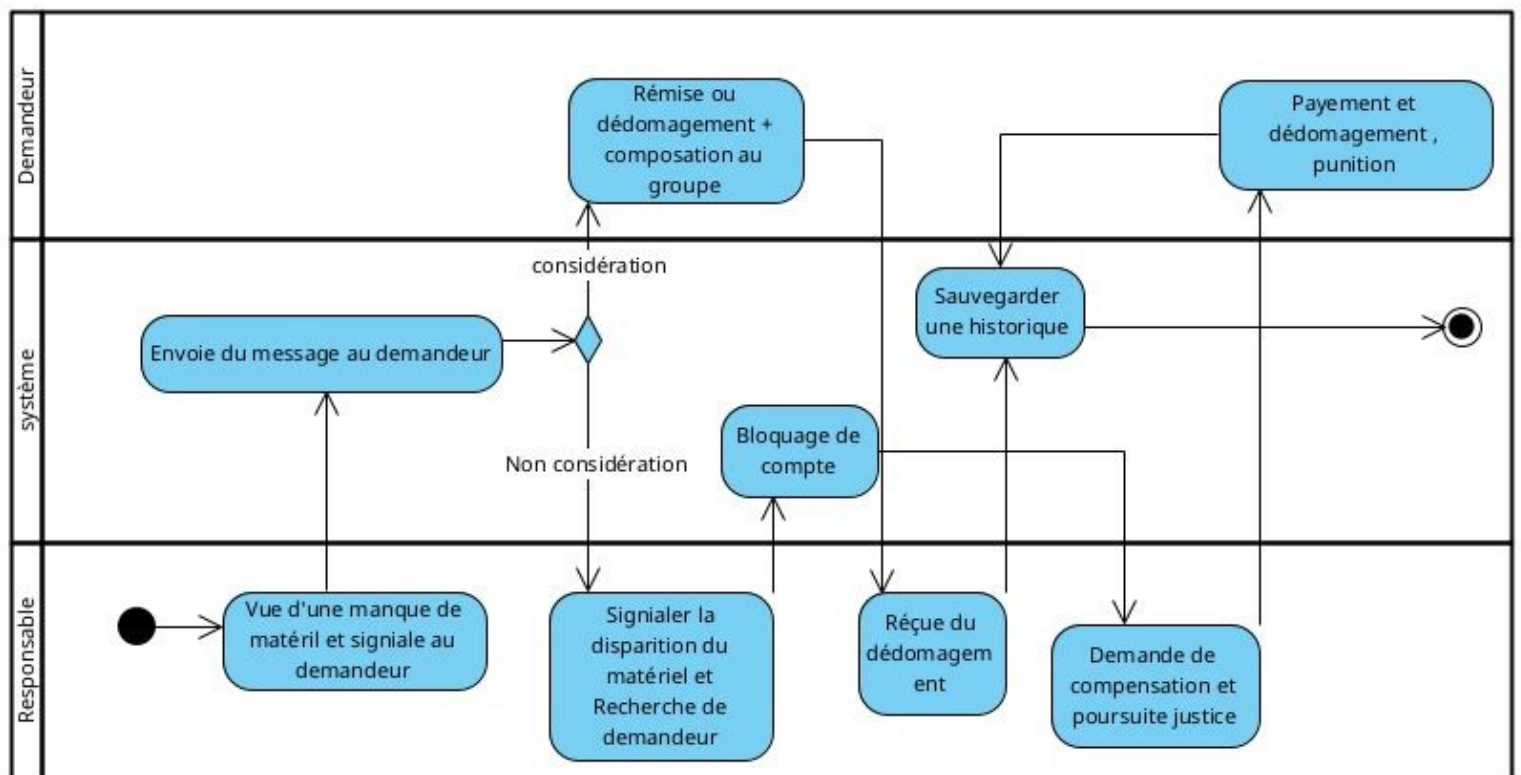 Demandeur
Rémise ou
dédomagement +
composation au
groupe
Payement et
dédomagement ,
punition
système
considération
Envoie du message au demandeur
Non considération
Sauvegarder
une historique
Bloquage de
compte
Responsable
Vue d'une manque de
matéril et signiale au
demandeur
Signialer la
disparition du
matériel et
Recherche de
demandeur
Réçue du
dédomagem
ent
Demande de
compensation et
poursuite justice